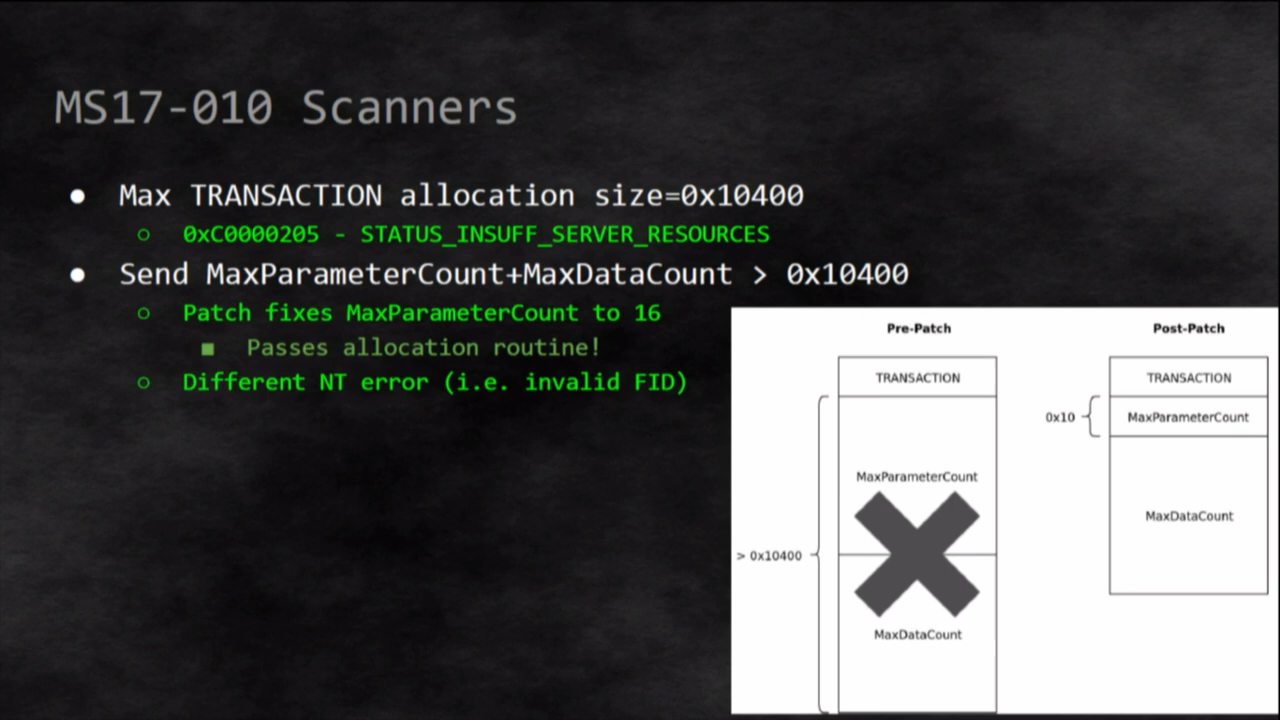 MS17-010 Scanners
● Max TRANSACTION allocation size=0x10400
○ 0xC0000205 - STATUS_INSUFF_SERVER_RESOURCES
● Send MaxParameterCount+MaxDataCount > 0x10400
○ Patch fixes MaxParameterCount to 16
■ Passes allocation routine!
○ Different NT error (i.e. invalid FID)
Pre-Patch
TRANSACTION
MaxParameterCount
> 0x10400
MaxDataCount
Post-Patch
TRANSACTION
0x10
MaxParameterCount
MaxDataCount